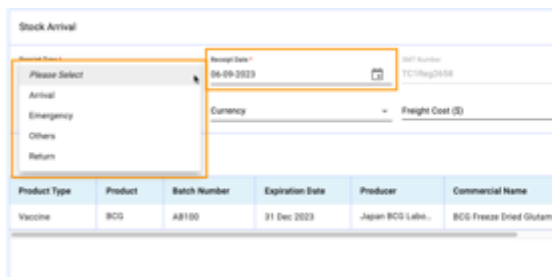 Stock Arrival
Receipt Date *
06-09-2023
Please Select
Arrival
Emergency
Others
Return
Currency
Freight Cost ($)
Product Type Product Batch Number Expiration Date Producer Commercial Name
Vaccine BCG AB100 31 Dec 2023 Japan BCG Labo... BCG Freeze Dried Glutam